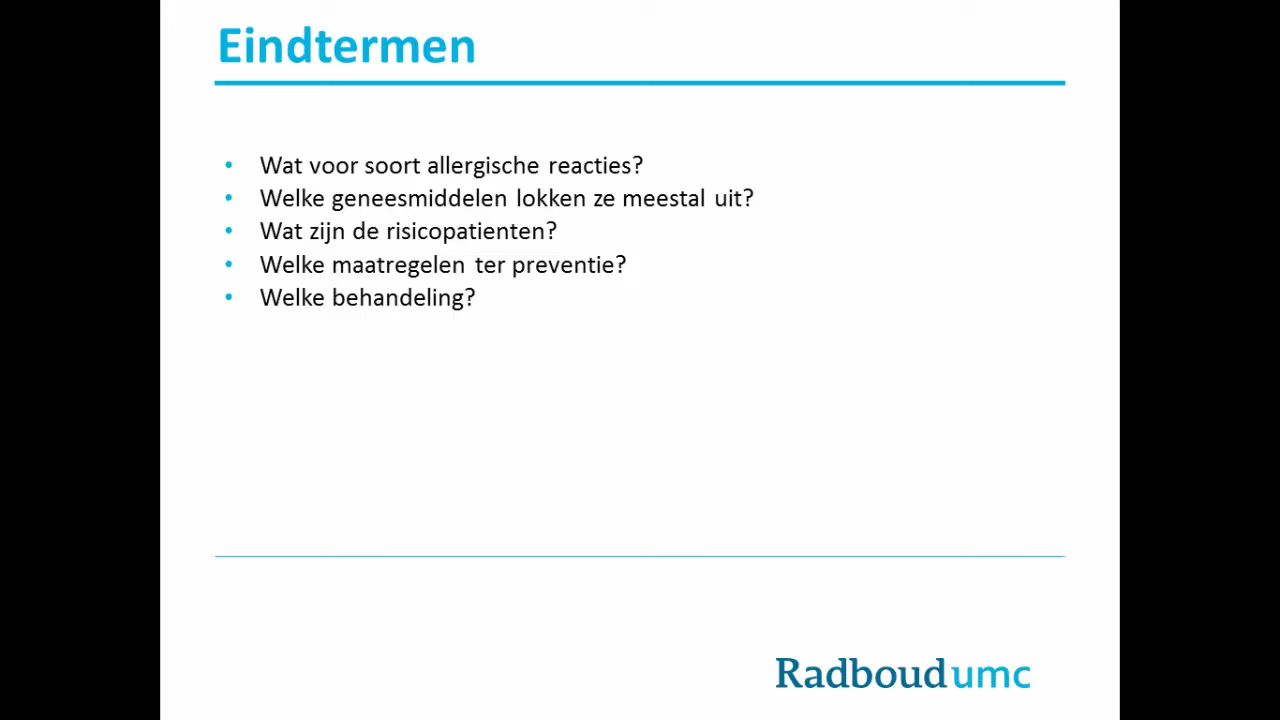 Eindtermen
• Wat voor soort allergische reacties?
• Welke geneesmiddelen lokken ze meestal uit?
• Wat zijn de risicopatienten?
• Welke maatregelen ter preventie?
• Welke behandeling?
Radboudumc